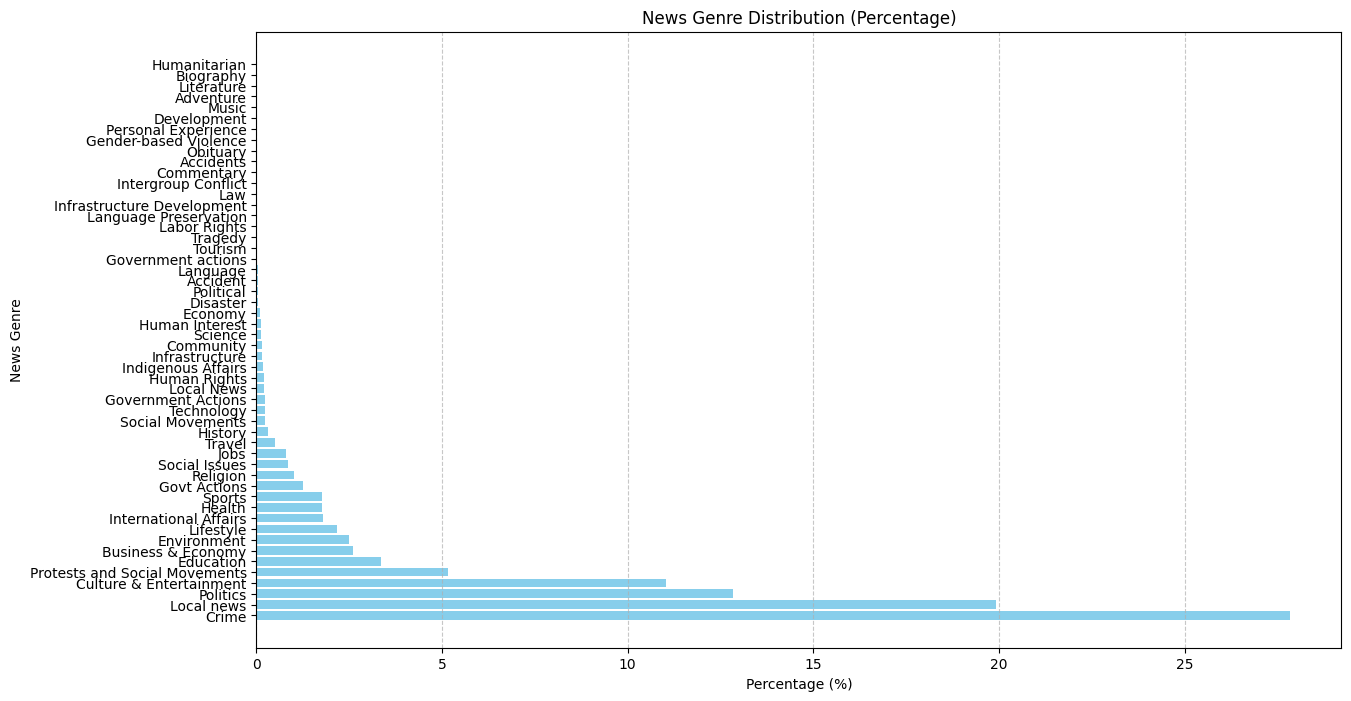 News Genre Distribution (Percentage)
Humanitarian
Biography
Literature
Adventure
Music
Development
Personal Experience
Gender-based Violence
Obituary
Accidents
Commentary
Intergroup Conflict
Law
Infrastructure Development
Language Preservation
Labor Rights
Tragedy
Tourism
Government actions
Language
Accident
Political
Disaster
Economy
Human Interest
Science
Community
Infrastructure
Indigenous Affairs
Human Rights
Local News
Government Actions
Technology
Social Movements
History
Travel
Jobs
Social Issues
Religion
Govt Actions
Sports
Health
International Affairs
Lifestyle
Environment
Business & Economy
Education
Protests and Social Movements
Culture & Entertainment
Politics
Local news
Crime
News Genre
0 5 10 15 20 25
Percentage (%)